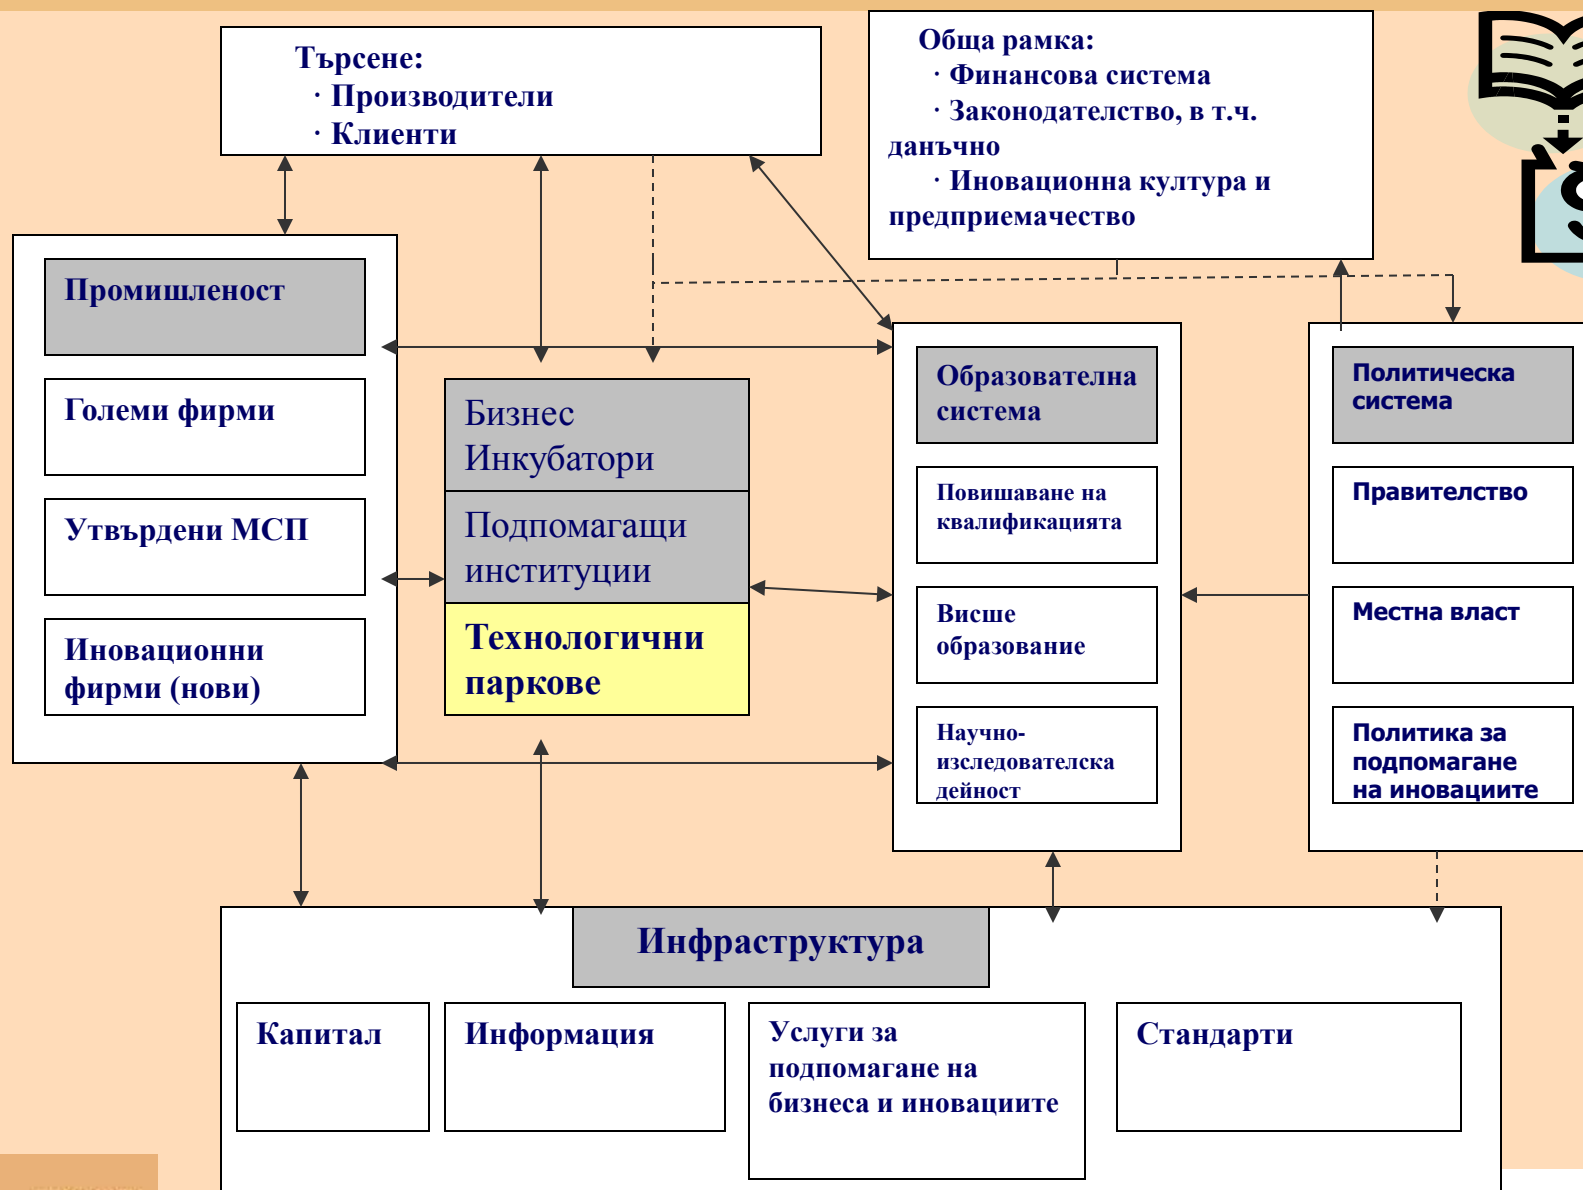 Търсене:
· Производители
· Клиенти
Обща рамка:
· Финансова система
· Законодателство, в т.ч.
данъчно
· Иновационна култура и
предприемачество
Промишленост
Големи фирми
Утвърдени МСП
Иновационни
фирми (нови)
Бизнес
Инкубатори
Подпомагащи
институции
Технологични
паркове
Образователна
система
Повишаване на
квалификацията
Висше
образование
Научно-
изследователска
дейност
Политическа
система
Правителство
Местна власт
Политика за
подпомагане
на иновациите
Инфраструктура
Капитал
Информация
Услуги за
подпомагане на
бизнеса и иновациите
Стандарти